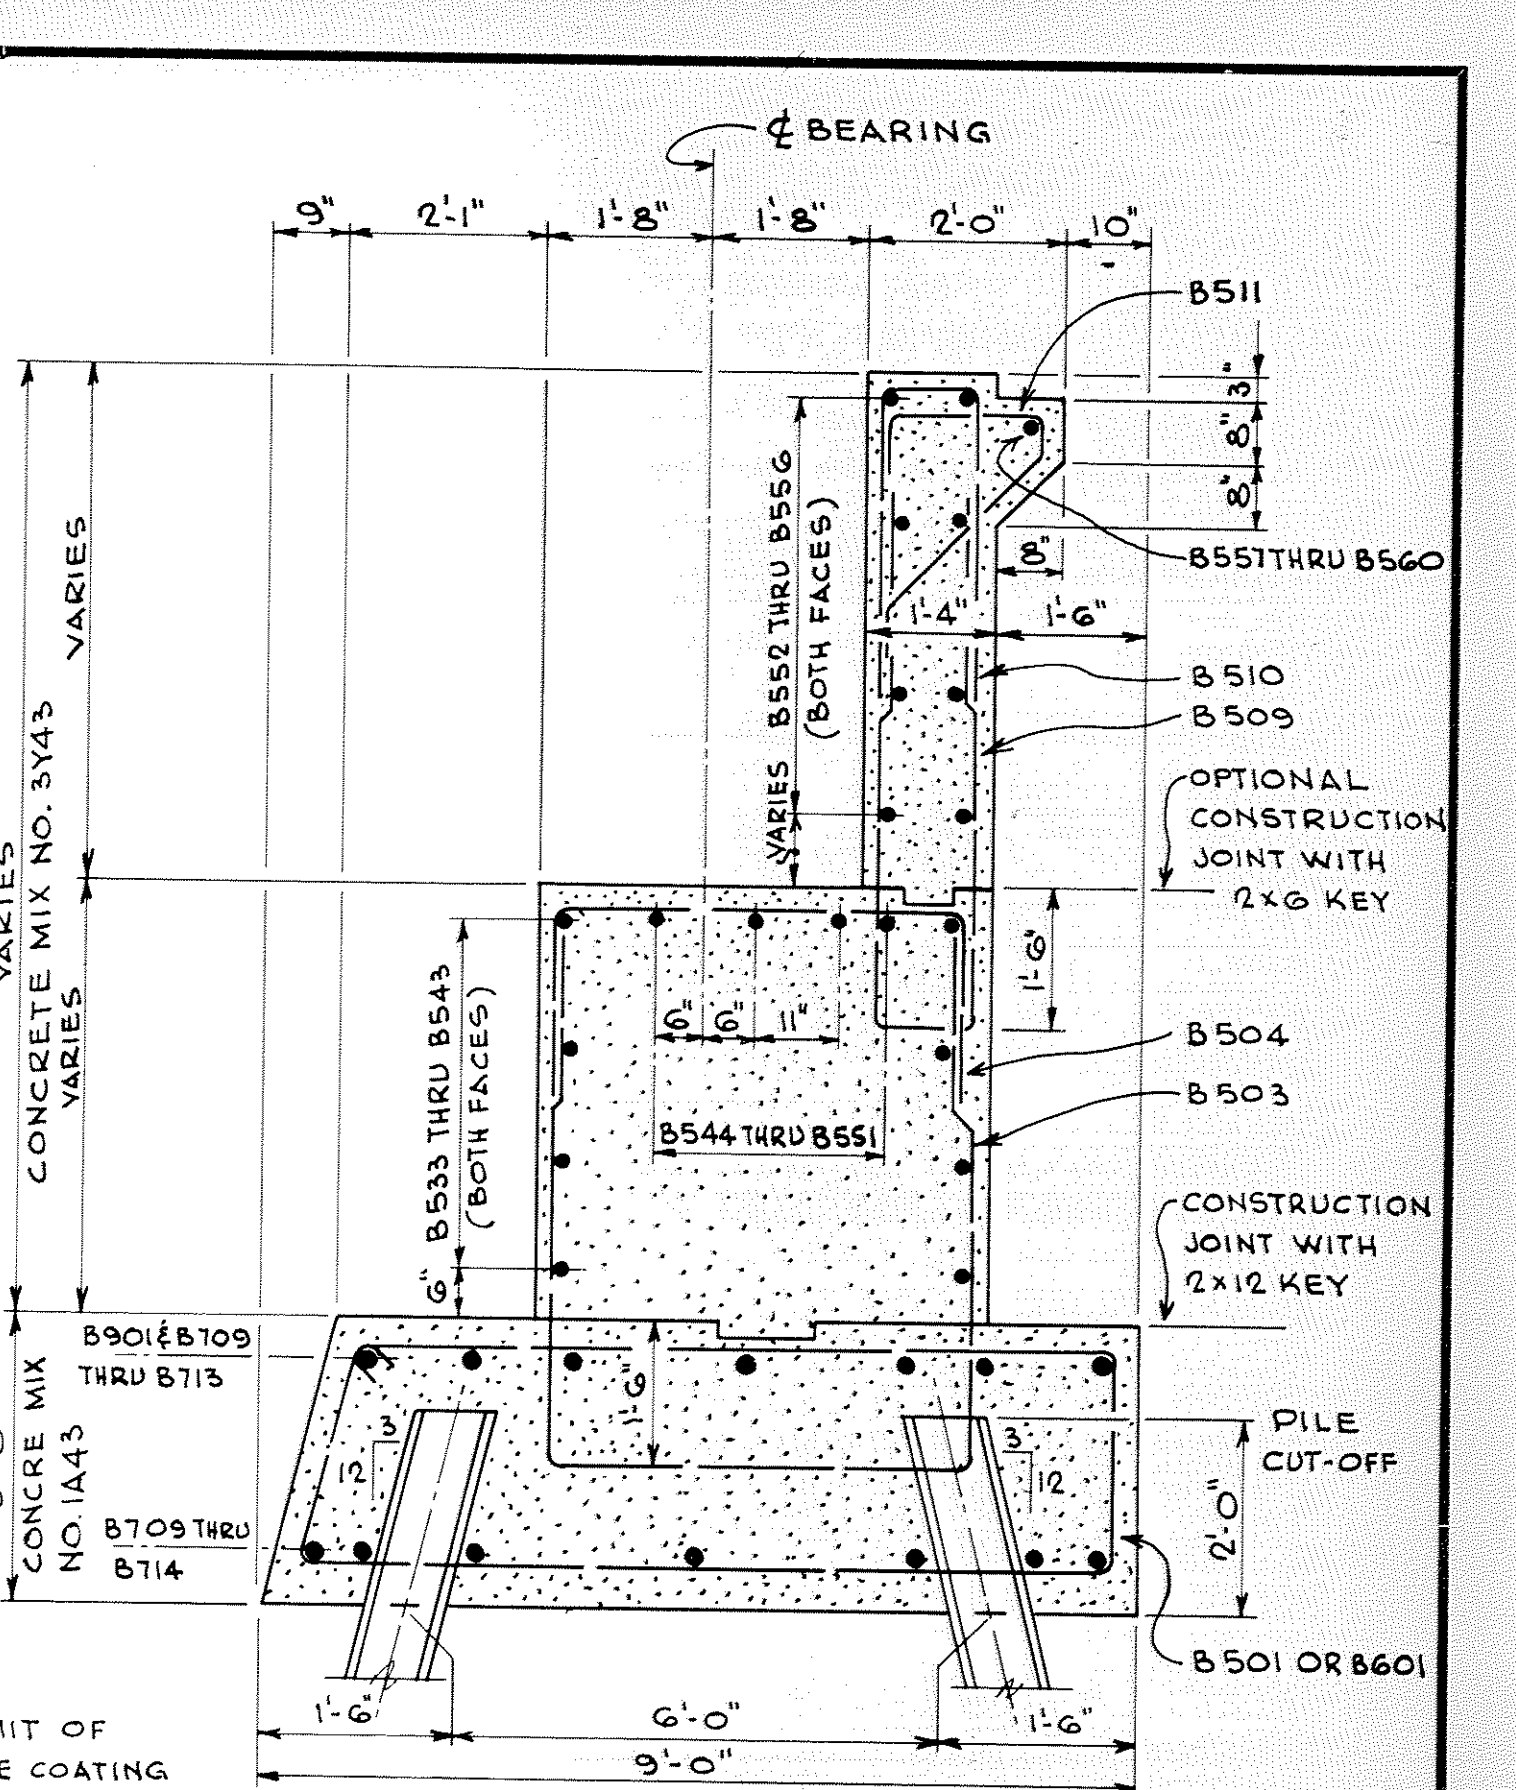 ℄ BEARING
9" 2'-1" 1'-8" 1'-8" 2'-0" 10"
B511
3"
8"
8"
B557 THRU B560
8"
1'-4" 1'-6"
VARIES B552 THRU B556
(BOTH FACES)
B510
B509
OPTIONAL
CONSTRUCTION
JOINT WITH
2x6 KEY
VARIES
VARIES
CONCRETE MIX NO. 3Y43
VARIES
1'-6"
6" 6" 11"
B533 THRU B543
(BOTH FACES)
B504
B503
B544 THRU B551
CONSTRUCTION
JOINT WITH
2x12 KEY
6"
B901 & B709
THRU B713
1'-6"
CONCRE MIX
NO. 1A43
3
12
3
12
PILE
CUT-OFF
2'-0"
B709 THRU
B714
B501 OR B601
1'-6" 6'-0" 1'-6"
9'-0"
MIT OF
E COATING